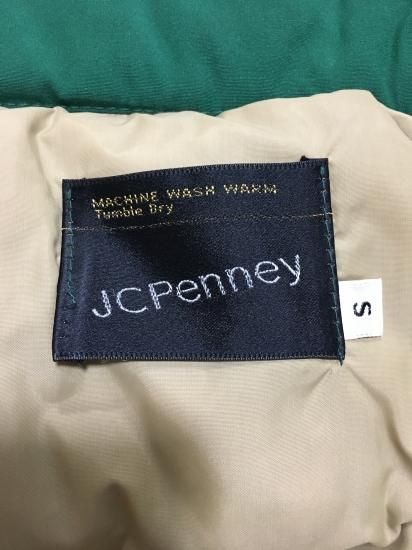 MACHINE WASH WARM
Tumble Dry
JCPenney
S